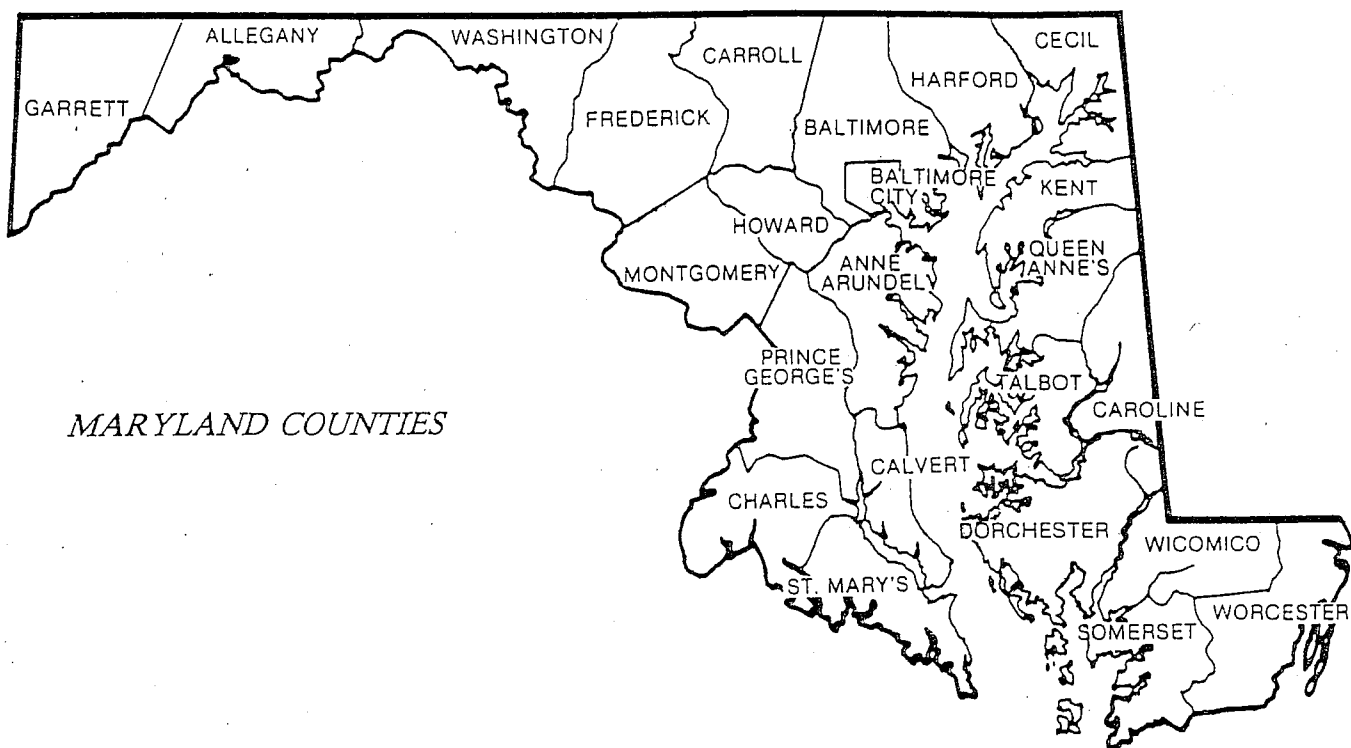 ALLEGANY
WASHINGTON
CECIL
CARROLL
HARFORD
GARRETT
FREDERICK
BALTIMORE
BALTIMORE
CITY
KENT
HOWARD
QUEEN
ANNE'S
ANNE
ARUNDEL
MONTGOMERY
PRINCE
GEORGE'S
TALBOT
CAROLINE
MARYLAND COUNTIES
CALVERT
CHARLES
DORCHESTER
WICOMICO
ST. MARY'S
WORCESTER
SOMERSET